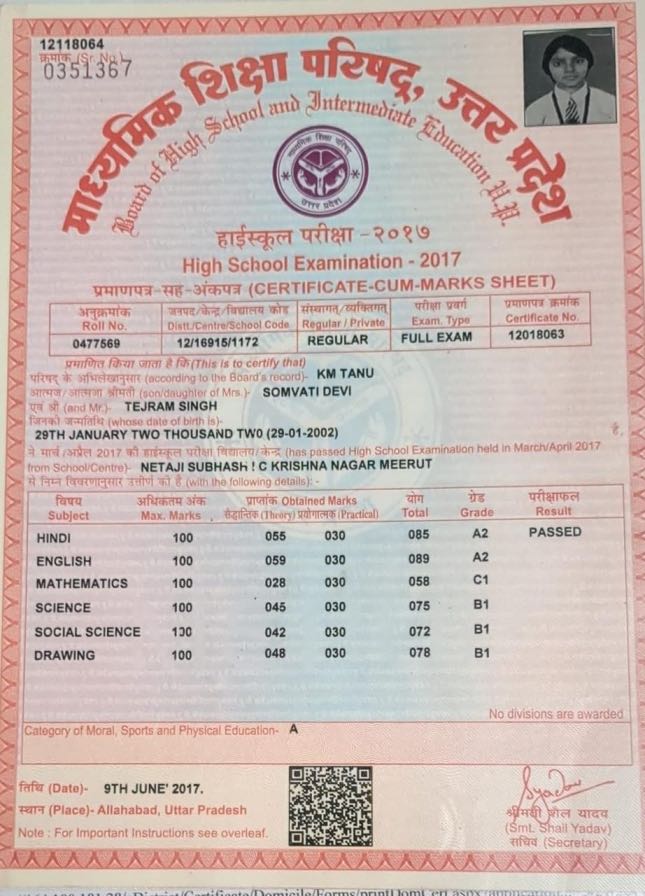 12118064
क्रमांक (Sr. No.)
0351367
माध्यमिक शिक्षा परिषद्, उत्तर प्रदेश
Board of High School and Intermediate Education U.P.
माध्यमिक शिक्षा परिषद
उत्तर प्रदेश
हाईस्कूल परीक्षा -२०१७
High School Examination - 2017
प्रमाणपत्र-सह-अंकपत्र (CERTIFICATE-CUM-MARKS SHEET)
अनुक्रमांक जनपद/केन्द्र/विद्यालय कोड संस्थागत/व्यक्तिगत परीक्षा प्रवर्ग प्रमाणपत्र क्रमांक
Roll No. Distt./Centre/School Code Regular / Private Exam. Type Certificate No.
0477569 12/16915/1172 REGULAR FULL EXAM 12018063
प्रमाणित किया जाता है कि(This is to certify that)
परिषद् के अभिलेखानुसार (according to the Board's record)- KM TANU
आत्मज/आत्मजा श्रीमती (son/daughter of Mrs.)- SOMVATI DEVI
एवं श्री (and Mr.)- TEJRAM SINGH
जिनकी जन्मतिथि (whose date of birth is)-
29TH JANUARY TWO THOUSAND TWO (29-01-2002) है,
ने मार्च/अप्रैल 2017 की हाईस्कूल परीक्षा विद्यालय/केन्द्र (has passed High School Examination held in March/April 2017
from School/Centre)- NETAJI SUBHASH I C KRISHNA NAGAR MEERUT
से निम्न विवरणानुसार उत्तीर्ण की है (with the following details): -
विषय अधिकतम अंक प्राप्तांक Obtained Marks योग ग्रेड परीक्षाफल
Subject Max. Marks सैद्धान्तिक (Theory) प्रयोगात्मक (Practical) Total Grade Result
HINDI 100 055 030 085 A2 PASSED
ENGLISH 100 059 030 089 A2
MATHEMATICS 100 028 030 058 C1
SCIENCE 100 045 030 075 B1
SOCIAL SCIENCE 100 042 030 072 B1
DRAWING 100 048 030 078 B1
No divisions are awarded
Category of Moral, Sports and Physical Education- A
तिथि (Date)- 9TH JUNE' 2017.
स्थान (Place)- Allahabad, Uttar Pradesh
Note : For Important Instructions see overleaf.
Syadav
श्रीमती शैल यादव
(Smt. Shail Yadav)
सचिव (Secretary)